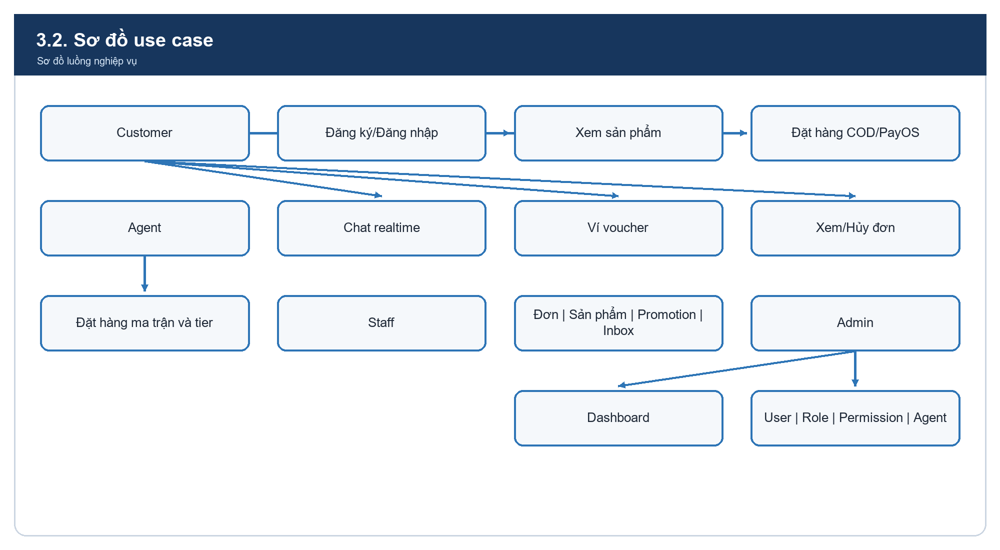 3.2. Sơ đồ use case
Sơ đồ luồng nghiệp vụ
Customer
Đăng ký/Đăng nhập
Xem sản phẩm
Đặt hàng COD/PayOS
Agent
Chat realtime
Ví voucher
Xem/Hủy đơn
Đặt hàng ma trận và tier
Staff
Đơn | Sản phẩm | Promotion |
Inbox
Admin
Dashboard
User | Role | Permission | Agent